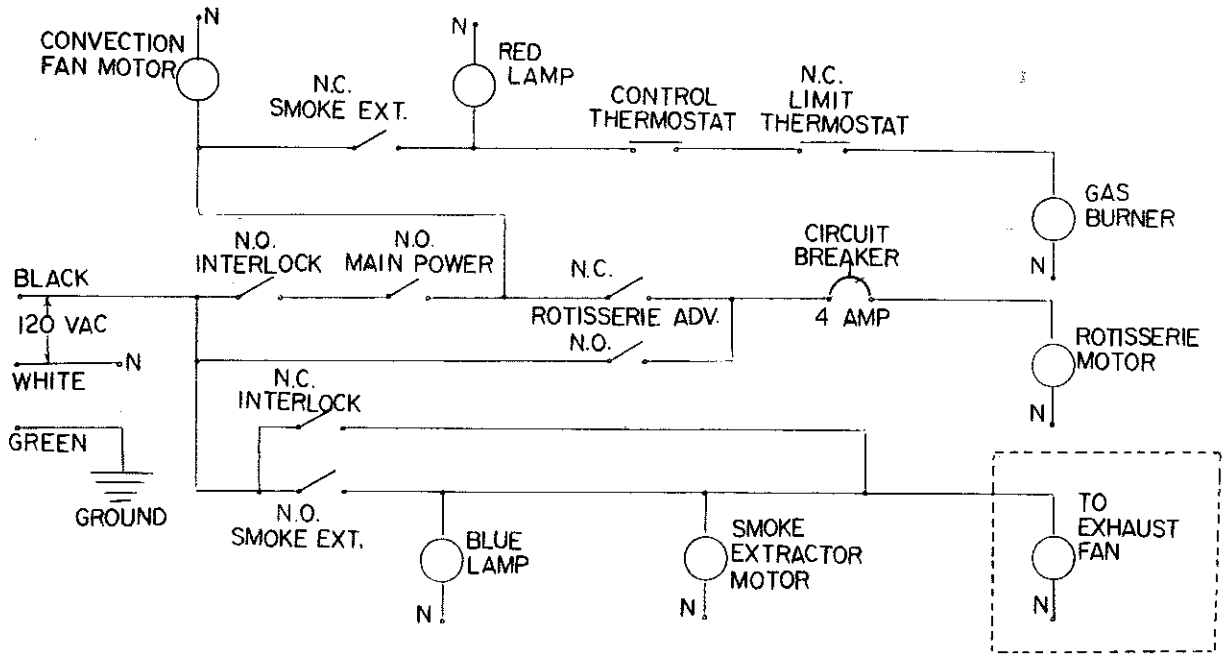 N
CONVECTION
FAN MOTOR
N
RED
LAMP
N.C.
SMOKE EXT.
CONTROL
THERMOSTAT
N.C.
LIMIT
THERMOSTAT
GAS
BURNER
N
N.O.
INTERLOCK
N.O.
MAIN POWER
N.C.
CIRCUIT
BREAKER
BLACK
120 VAC
ROTISSERIE ADV.
4 AMP
N.O.
ROTISSERIE
MOTOR
N
WHITE
N
N.C.
INTERLOCK
GREEN
GROUND
N.O.
SMOKE EXT.
BLUE
LAMP
N
SMOKE
EXTRACTOR
MOTOR
N
TO
EXHAUST
FAN
N